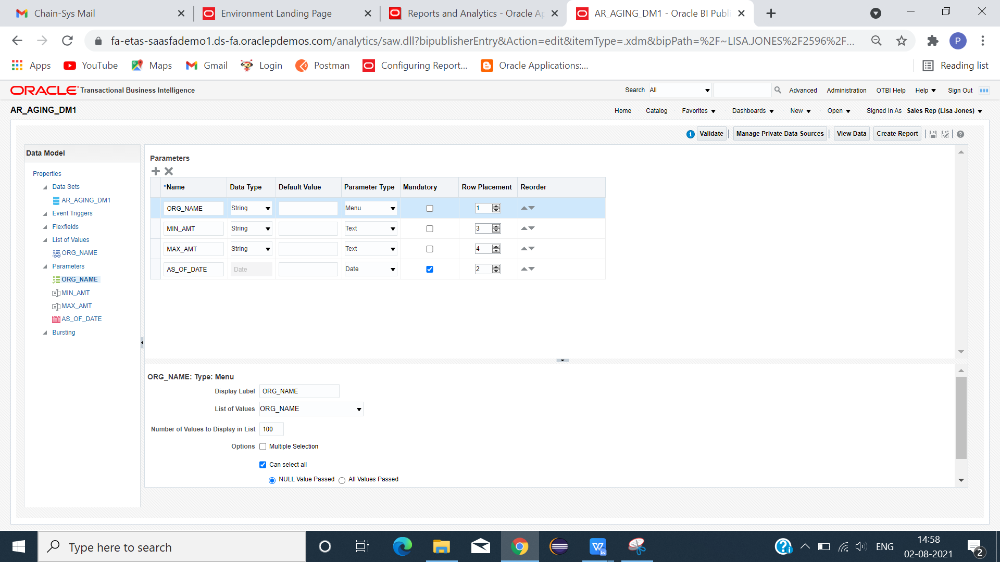 Chain-Sys Mail
Environment Landing Page
Reports and Analytics - Oracle Ap
AR_AGING_DM1 - Oracle BI Publi
fa-etas-saasfademo1.ds-fa.oraclepdemos.com/analytics/saw.dll?bipublisherEntry&Action=edit&itemType=.xdm&bipPath=%2F~LISA.JONES%2F2596%2F...
P
Apps YouTube Maps Gmail Login Postman Configuring Report... Oracle Applications:... Reading list
ORACLE Transactional Business Intelligence
Search All Advanced Administration OTBI Help Help Sign Out
AR_AGING_DM1
Home Catalog Favorites Dashboards New Open Signed In As Sales Rep (Lisa Jones)
Validate Manage Private Data Sources View Data Create Report
Data Model
Properties
Data Sets
AR_AGING_DM1
Event Triggers
Flexfields
List of Values
ORG_NAME
Parameters
ORG_NAME
MIN_AMT
MAX_AMT
AS_OF_DATE
Bursting
Parameters
*Name Data Type Default Value Parameter Type Mandatory Row Placement Reorder
ORG_NAME String Menu 1
MIN_AMT String Text 3
MAX_AMT String Text 4
AS_OF_DATE Date Date 2
ORG_NAME: Type: Menu
Display Label ORG_NAME
List of Values ORG_NAME
Number of Values to Display in List 100
Options Multiple Selection
Can select all
NULL Value Passed All Values Passed
Type here to search
ENG
14:58
02-08-2021
2